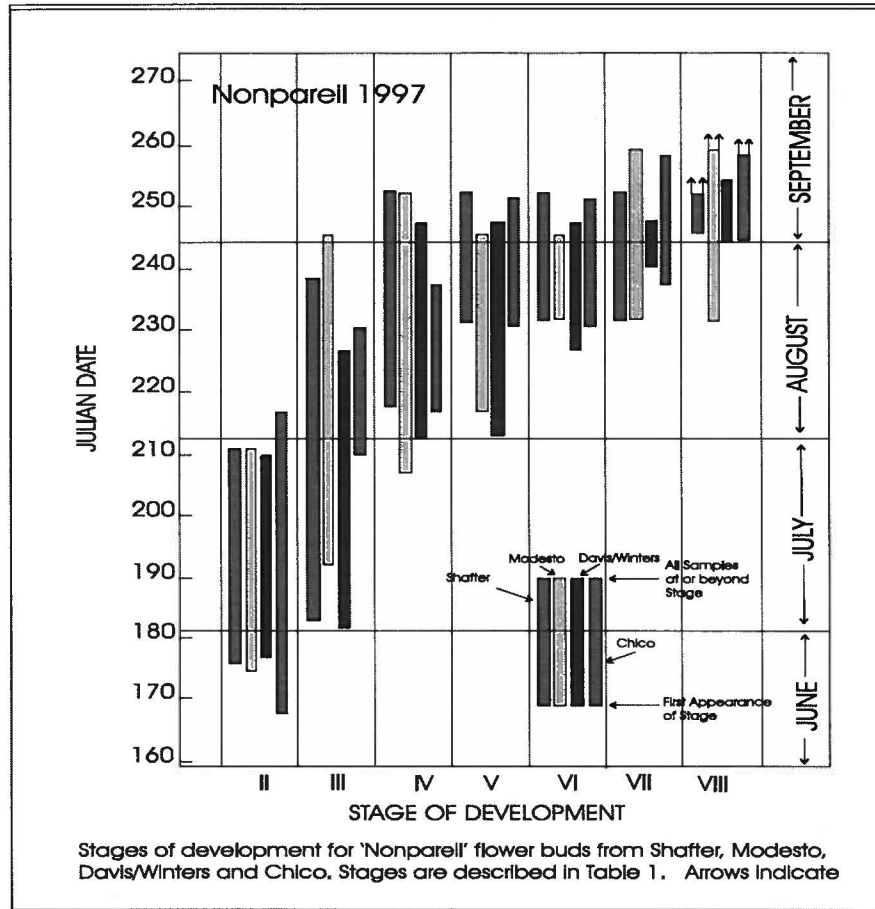 Nonpareil 1997
270
260
250
240
230
220
210
200
190
180
170
160
JULIAN DATE
SEPTEMBER
AUGUST
JULY
JUNE
Shafter
Modesto
Davis/Winters
All Samples
at or beyond
Stage
Chico
First Appearance
of Stage
II III IV V VI VII VIII
STAGE OF DEVELOPMENT
Stages of development for 'Nonpareil' flower buds from Shafter, Modesto,
Davis/Winters and Chico. Stages are described in Table 1. Arrows indicate